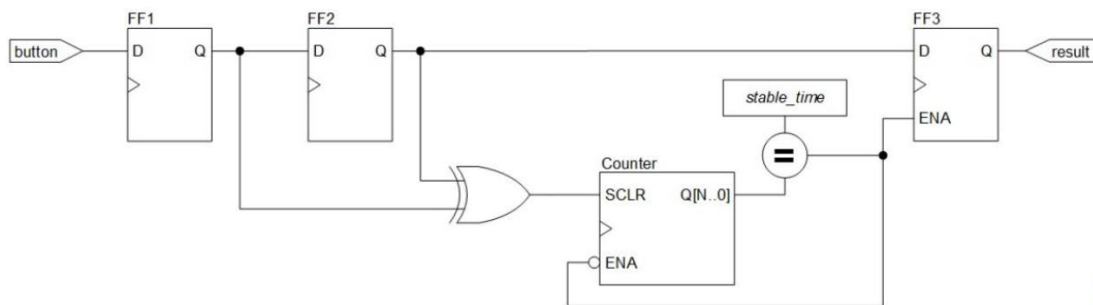 FF1
FF2
FF3
button
D Q
D Q
D Q
result
ENA
stable_time
=
Counter
SCLR Q[N..0]
ENA